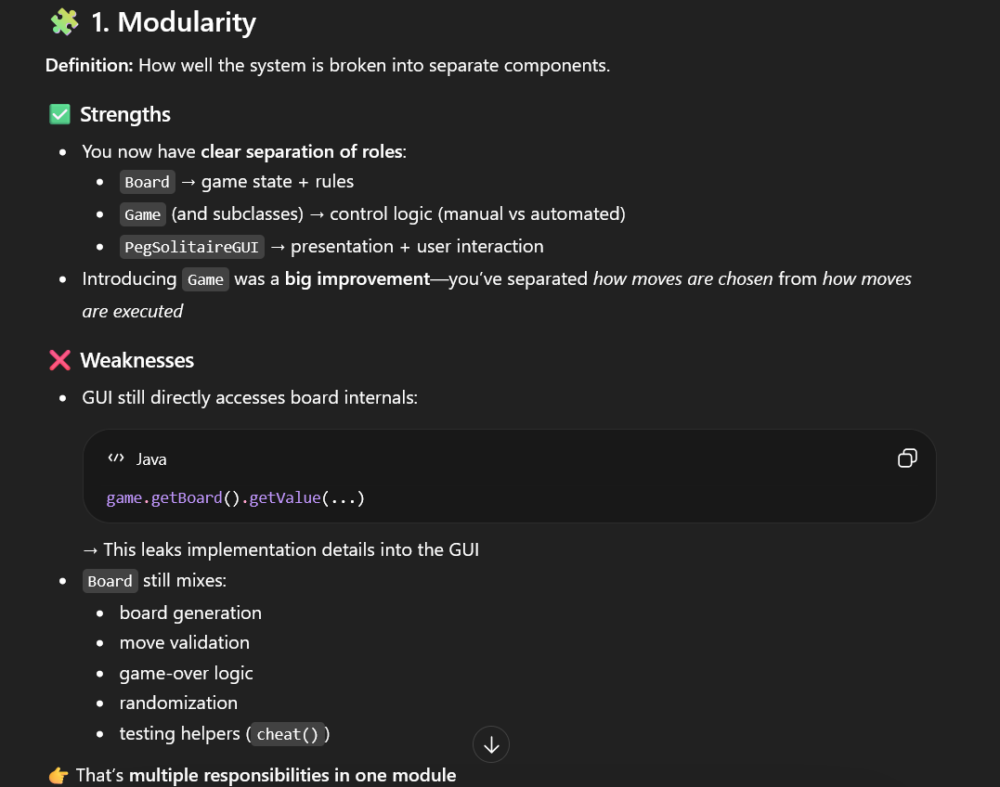 🧩 1. Modularity
Definition: How well the system is broken into separate components.
✅ Strengths
• You now have clear separation of roles:
• Board → game state + rules
• Game (and subclasses) → control logic (manual vs automated)
• PegSolitaireGUI → presentation + user interaction
• Introducing Game was a big improvement—you’ve separated how moves are chosen from how moves
are executed
❌ Weaknesses
• GUI still directly accesses board internals:
</> Java
game.getBoard().getValue(...)
→ This leaks implementation details into the GUI
• Board still mixes:
• board generation
• move validation
• game-over logic
• randomization
• testing helpers (cheat())
👉 That’s multiple responsibilities in one module